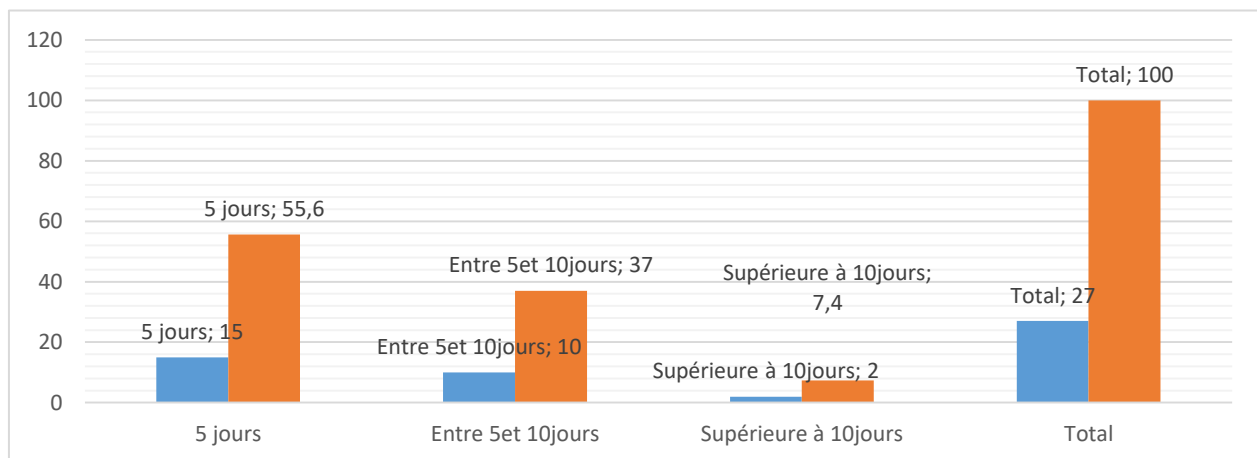 120
100
80
60
40
20
0
Total; 100
5 jours; 55,6
Entre 5et 10jours; 37
Supérieure à 10jours;
7,4
Total; 27
5 jours; 15
Entre 5et 10jours; 10
Supérieure à 10jours; 2
5 jours
Entre 5et 10jours
Supérieure à 10jours
Total